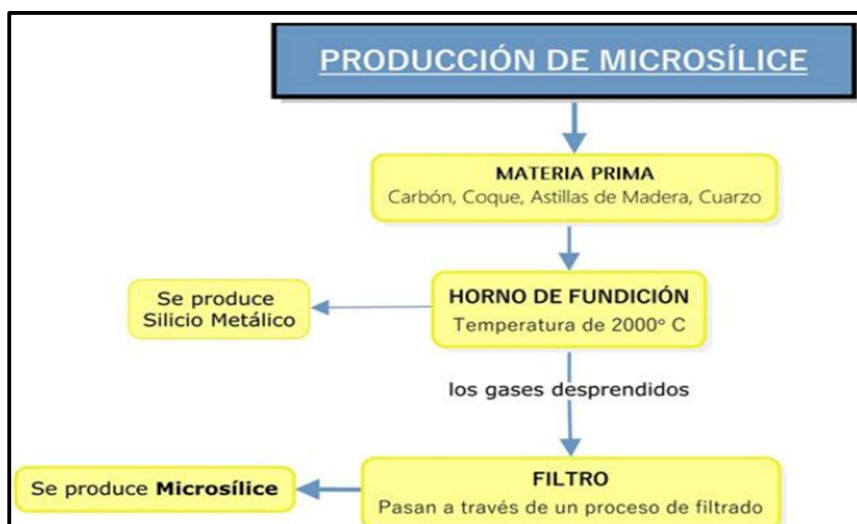 PRODUCCIÓN DE MICROSÍLICE
MATERIA PRIMA
Carbón, Coque, Astillas de Madera, Cuarzo
HORNO DE FUNDICIÓN
Temperatura de 2000° C
Se produce
Silicio Metálico
los gases desprendidos
FILTRO
Pasan a través de un proceso de filtrado
Se produce Microsílice